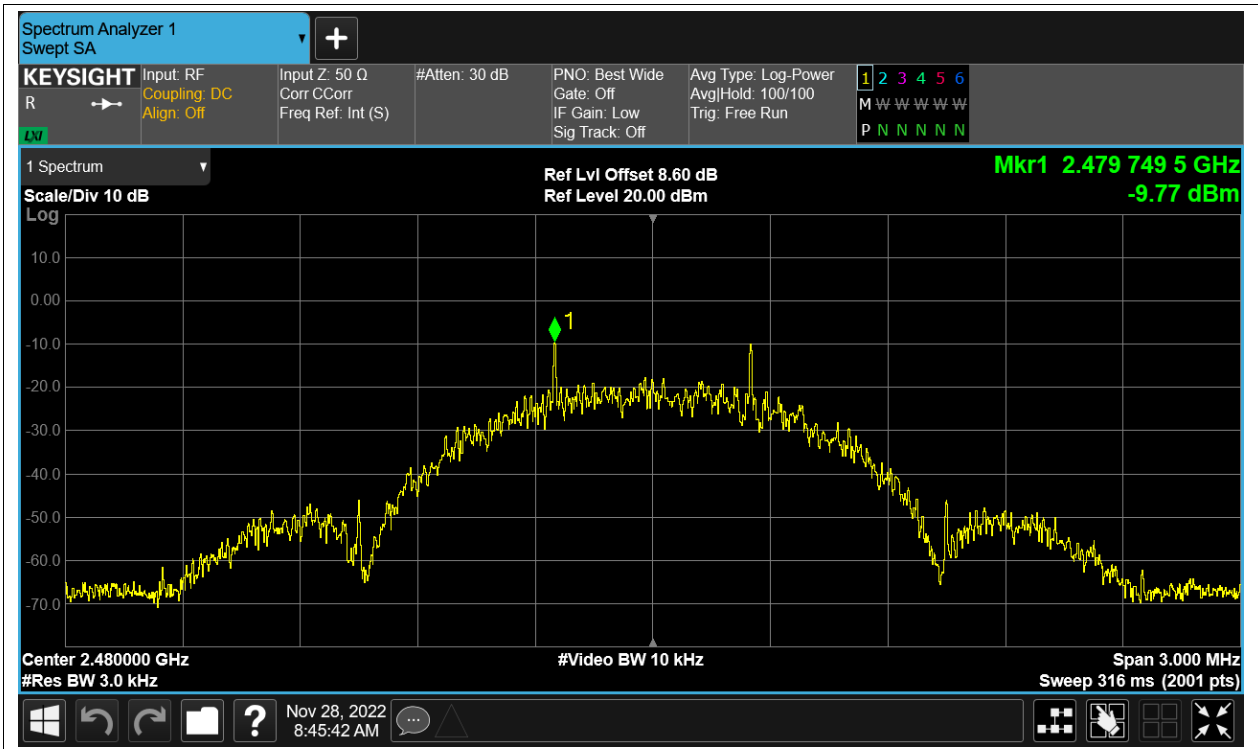 Spectrum Analyzer 1
Swept SA
KEYSIGHT
R
LXI
Input: RF
Coupling: DC
Align: Off
Input Z: 50 Ω
Corr CCorr
Freq Ref: Int (S)
#Atten: 30 dB
PNO: Best Wide
Gate: Off
IF Gain: Low
Sig Track: Off
Avg Type: Log-Power
Avg|Hold: 100/100
Trig: Free Run
1 2 3 4 5 6
M W W W W W W
P N N N N N N
1 Spectrum
Scale/Div 10 dB
Log
Ref Lvl Offset 8.60 dB
Ref Level 20.00 dBm
Mkr1 2.479 749 5 GHz
-9.77 dBm
10.0
0.00
1
-10.0
-20.0
-30.0
-40.0
-50.0
-60.0
-70.0
Center 2.480000 GHz
#Video BW 10 kHz
Span 3.000 MHz
#Res BW 3.0 kHz
Sweep 316 ms (2001 pts)
?
Nov 28, 2022
8:45:42 AM